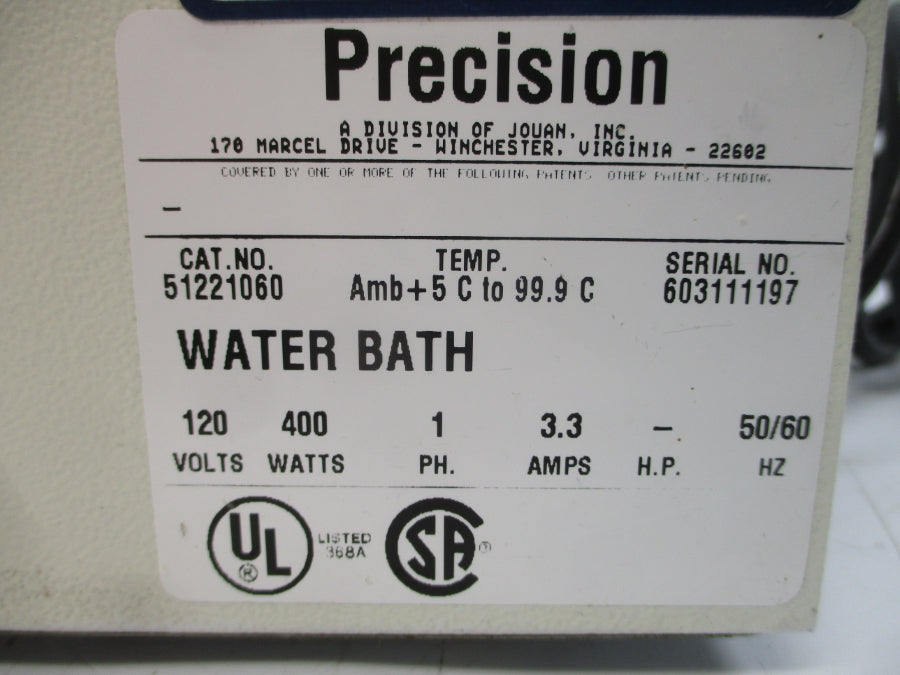 Precision
A DIVISION OF JOUAN, INC.
170 MARCEL DRIVE - WINCHESTER, VIRGINIA - 22602
COVERED BY ONE OR MORE OF THE FOLLOWING PATENTS OTHER PATENTS PENDING
–
CAT.NO. TEMP. SERIAL NO.
51221060 Amb+5 C to 99.9 C 603111197
WATER BATH
120 400 1 3.3 – 50/60
VOLTS WATTS PH. AMPS H.P. HZ
UL ® LISTED 368A SA ®